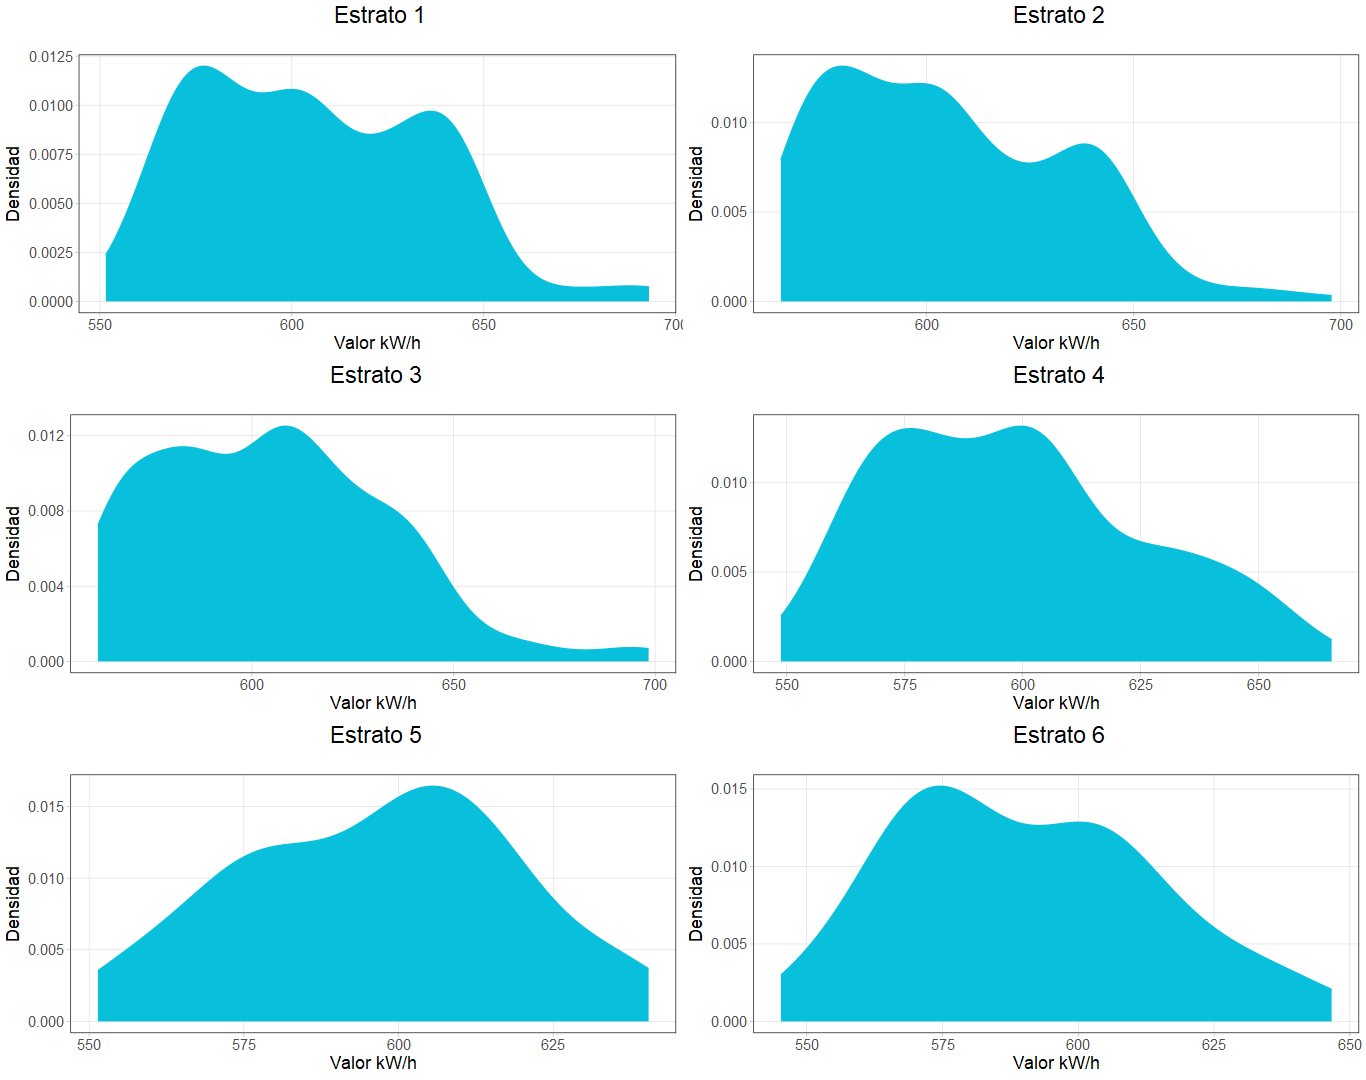 Estrato 1
Densidad
0.0125
0.0100
0.0075
0.0050
0.0025
0.0000
550 600 650 700
Valor kW/h
Estrato 2
Densidad
0.010
0.005
0.000
600 650 700
Valor kW/h
Estrato 3
Densidad
0.012
0.008
0.004
0.000
600 650 700
Valor kW/h
Estrato 4
Densidad
0.010
0.005
0.000
550 575 600 625 650
Valor kW/h
Estrato 5
Densidad
0.015
0.010
0.005
0.000
550 575 600 625
Valor kW/h
Estrato 6
Densidad
0.015
0.010
0.005
0.000
550 575 600 625 650
Valor kW/h